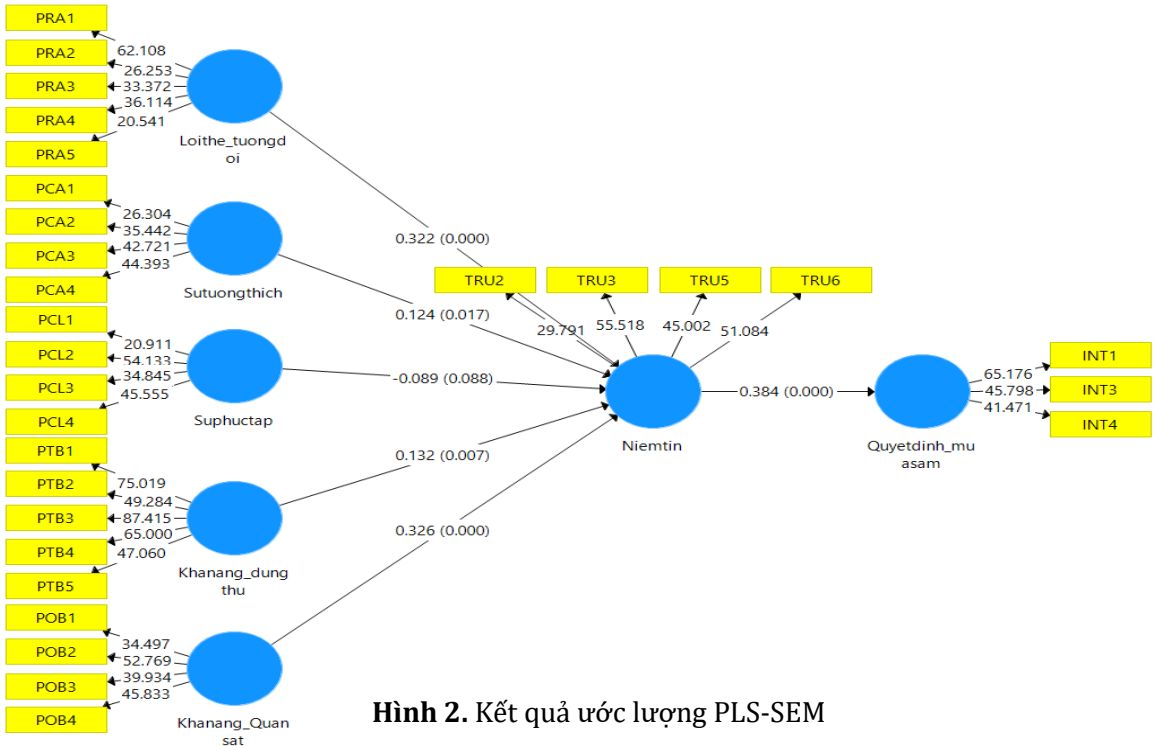 PRA1
PRA2
PRA3
PRA4
PRA5
62.108
26.253
33.372
36.114
20.541
Loithe_tuongd
oi
PCA1
PCA2
PCA3
PCA4
26.304
35.442
42.721
44.393
Sutuongthich
PCL1
PCL2
PCL3
PCL4
20.911
54.133
34.845
45.555
Suphuctap
PTB1
PTB2
PTB3
PTB4
PTB5
75.019
49.284
87.415
65.000
47.060
Khanang_dung
thu
POB1
POB2
POB3
POB4
34.497
52.769
39.934
45.833
Khanang_Quan
sat
0.322 (0.000)
0.124 (0.017)
-0.089 (0.088)
0.132 (0.007)
0.326 (0.000)
TRU2
TRU3
TRU5
TRU6
29.791
55.518
45.002
51.084
Niemtin
0.384 (0.000)
Quyetdinh_mu
asam
65.176
45.798
41.471
INT1
INT3
INT4
Hình 2. Kết quả ước lượng PLS-SEM